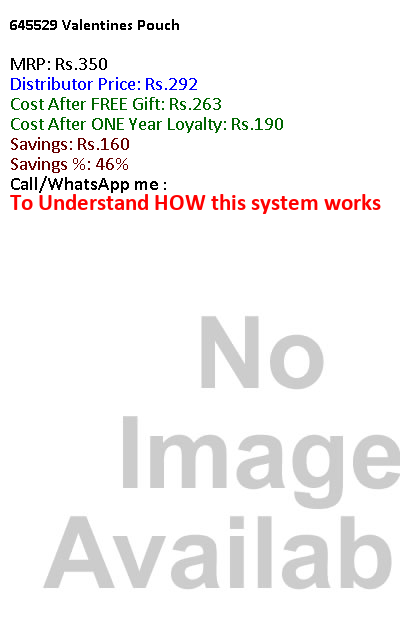 645529 Valentines Pouch
MRP: Rs.350
Distributor Price: Rs.292
Cost After FREE Gift: Rs.263
Cost After ONE Year Loyalty: Rs.190
Savings: Rs.160
Savings %: 46%
Call/WhatsApp me :
To Understand HOW this system works
No
Image
Availab